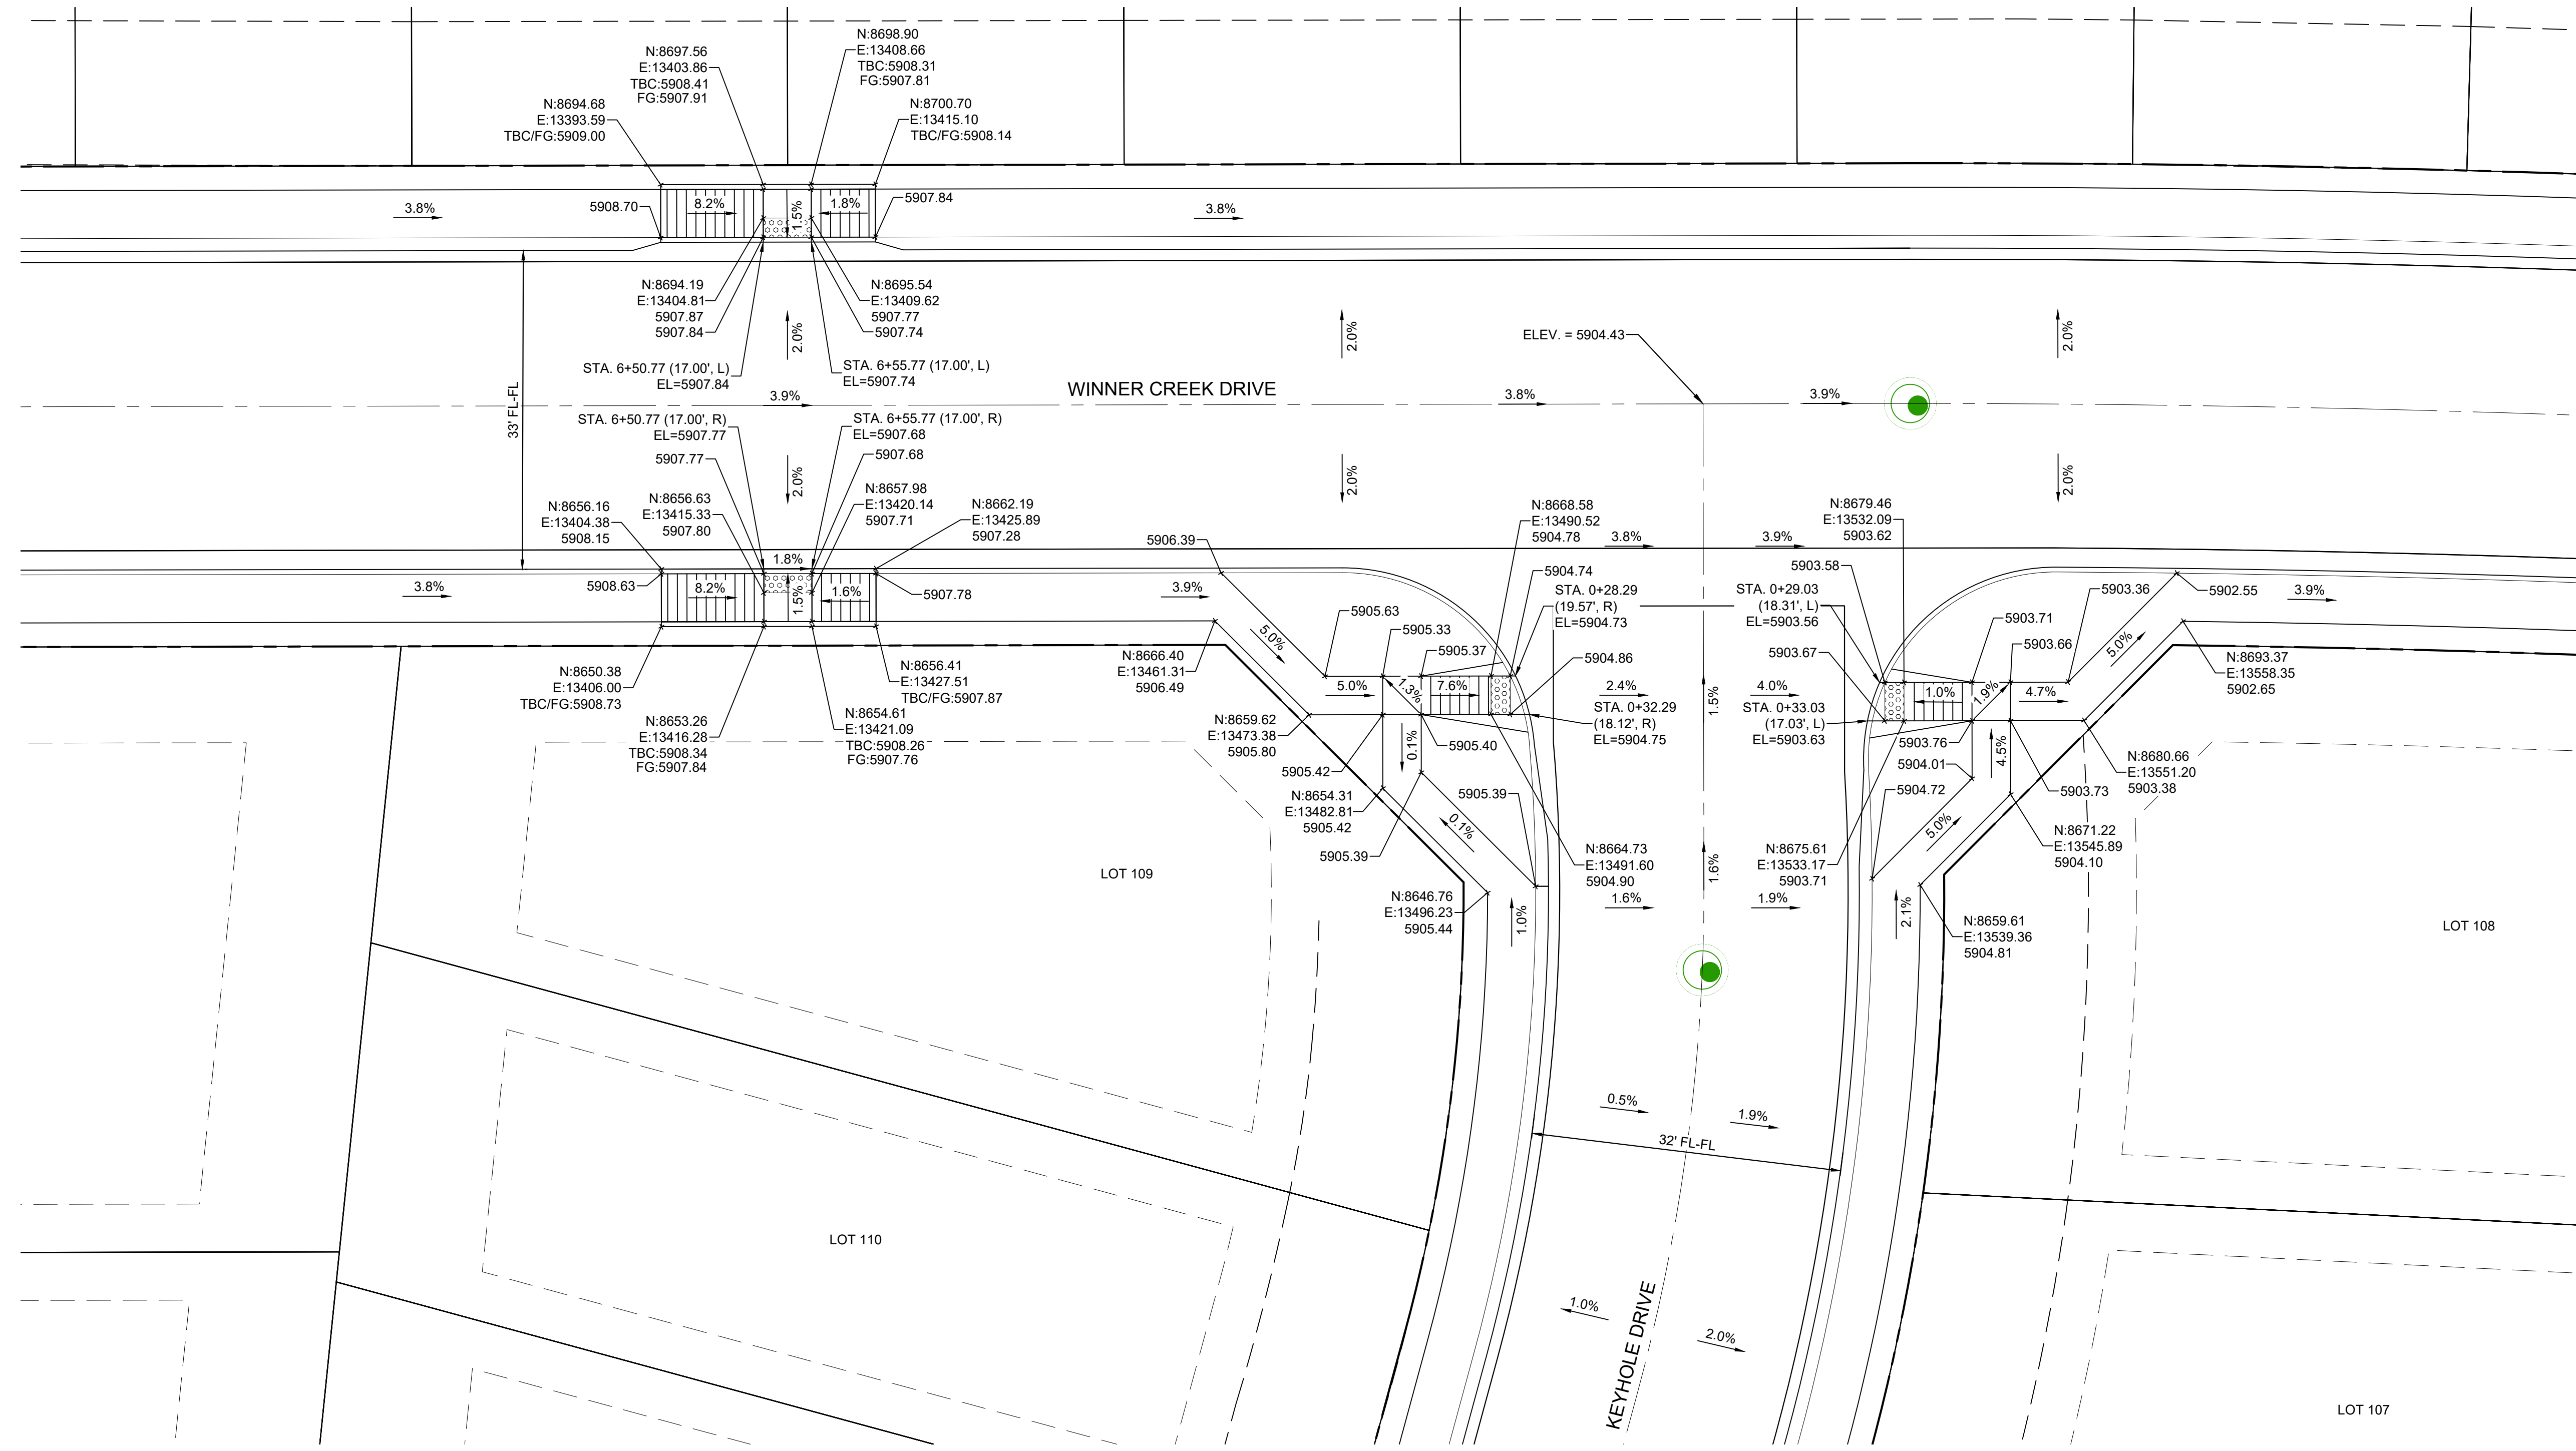 N:8697.56
E:13403.86
TBC:5908.41
FG:5907.91
N:8698.90
E:13408.66
TBC:5908.31
FG:5907.81
N:8694.68
E:13393.59
TBC/FG:5909.00
N:8700.70
E:13415.10
TBC/FG:5908.14
3.8%
5908.70
8.2%
1.5%
1.8%
5907.84
3.8%
N:8694.19
E:13404.81
5907.87
5907.84
N:8695.54
E:13409.62
5907.77
5907.74
2.0%
2.0%
2.0%
ELEV. = 5904.43
STA. 6+50.77 (17.00', L)
EL=5907.84
STA. 6+55.77 (17.00', L)
EL=5907.74
33' FL-FL
3.9%
WINNER CREEK DRIVE
3.8%
3.9%
STA. 6+50.77 (17.00', R)
EL=5907.77
STA. 6+55.77 (17.00', R)
EL=5907.68
5907.77
5907.68
2.0%
2.0%
2.0%
N:8656.16
E:13404.38
5908.15
N:8656.63
E:13415.33
5907.80
N:8657.98
E:13420.14
5907.71
N:8662.19
E:13425.89
5907.28
5906.39
N:8668.58
E:13490.52
5904.78
3.8%
3.9%
N:8679.46
E:13532.09
5903.62
3.8%
5908.63
8.2%
1.8%
1.5%
1.6%
5907.78
3.9%
5904.74
STA. 0+28.29
(19.57', R)
EL=5904.73
5903.58
STA. 0+29.03
(18.31', L)
EL=5903.56
5903.36
5902.55
3.9%
5.0%
5905.63
5905.33
5905.37
5904.86
5903.67
5903.71
5903.66
5.0%
N:8650.38
E:13406.00
TBC/FG:5908.73
N:8653.26
E:13416.28
TBC:5908.34
FG:5907.84
N:8654.61
E:13421.09
TBC:5908.26
FG:5907.76
N:8656.41
E:13427.51
TBC/FG:5907.87
N:8666.40
E:13461.31
5906.49
5.0%
1.3%
7.6%
2.4%
1.5%
4.0%
1.0%
1.9%
4.7%
N:8693.37
E:13558.35
5902.65
N:8659.62
E:13473.38
5905.80
0.1%
5905.40
STA. 0+32.29
(18.12', R)
EL=5904.75
STA. 0+33.03
(17.03', L)
EL=5903.63
5903.76
4.5%
5905.42
5904.01
N:8680.66
E:13551.20
5903.38
N:8654.31
E:13482.81
5905.42
5905.39
5904.72
5903.73
0.1%
5.0%
5905.39
N:8664.73
E:13491.60
5904.90
1.6%
N:8675.61
E:13533.17
5903.71
N:8671.22
E:13545.89
5904.10
LOT 109
N:8646.76
E:13496.23
5905.44
1.0%
1.6%
1.9%
2.1%
N:8659.61
E:13539.36
5904.81
LOT 108
0.5%
1.9%
32' FL-FL
LOT 110
1.0%
2.0%
KEYHOLE DRIVE
LOT 107